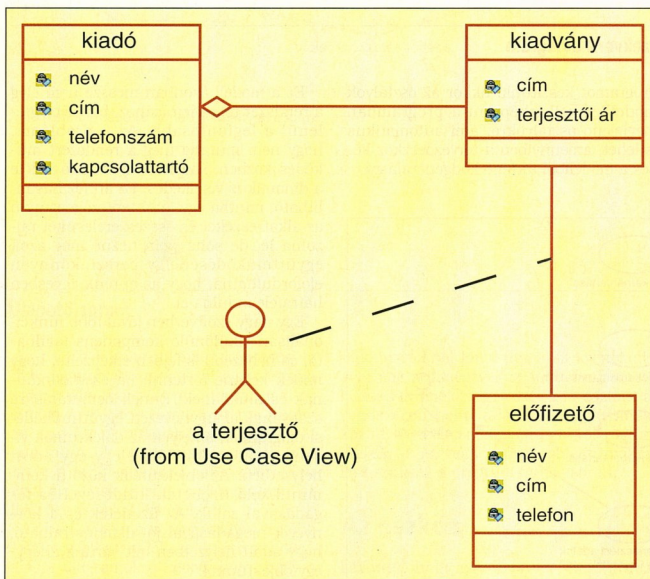 kiadó
név
cím
telefonszám
kapcsolattartó
kiadvány
cím
terjesztői ár
a terjesztő
(from Use Case View)
előfizető
név
cím
telefon